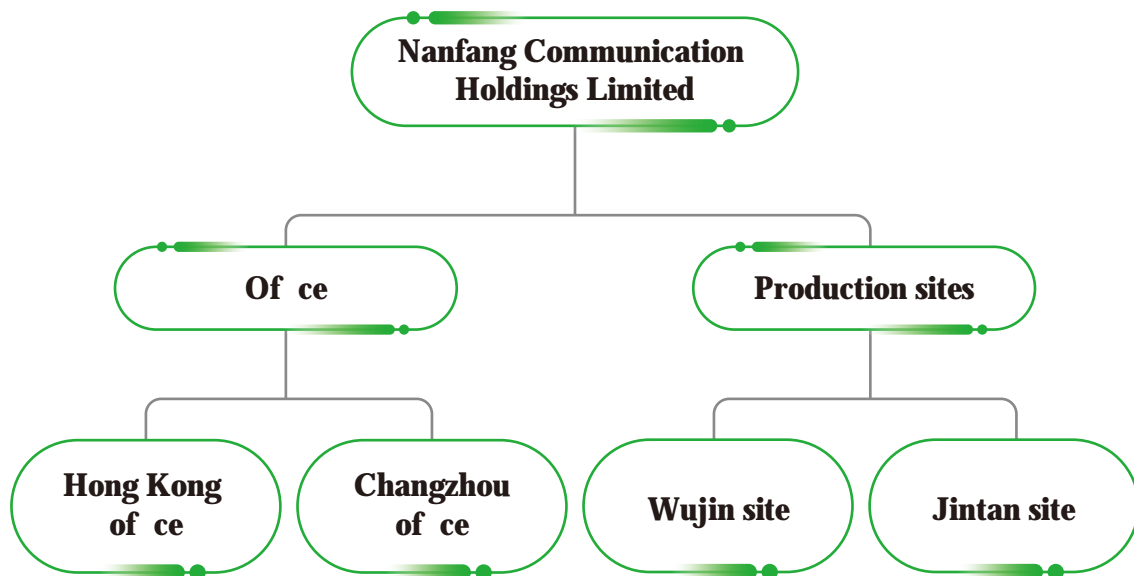 Nanfang Communication
Holdings Limited
Of ce
Production sites
Hong Kong
of ce
Changzhou
of ce
Wujin site
Jintan site